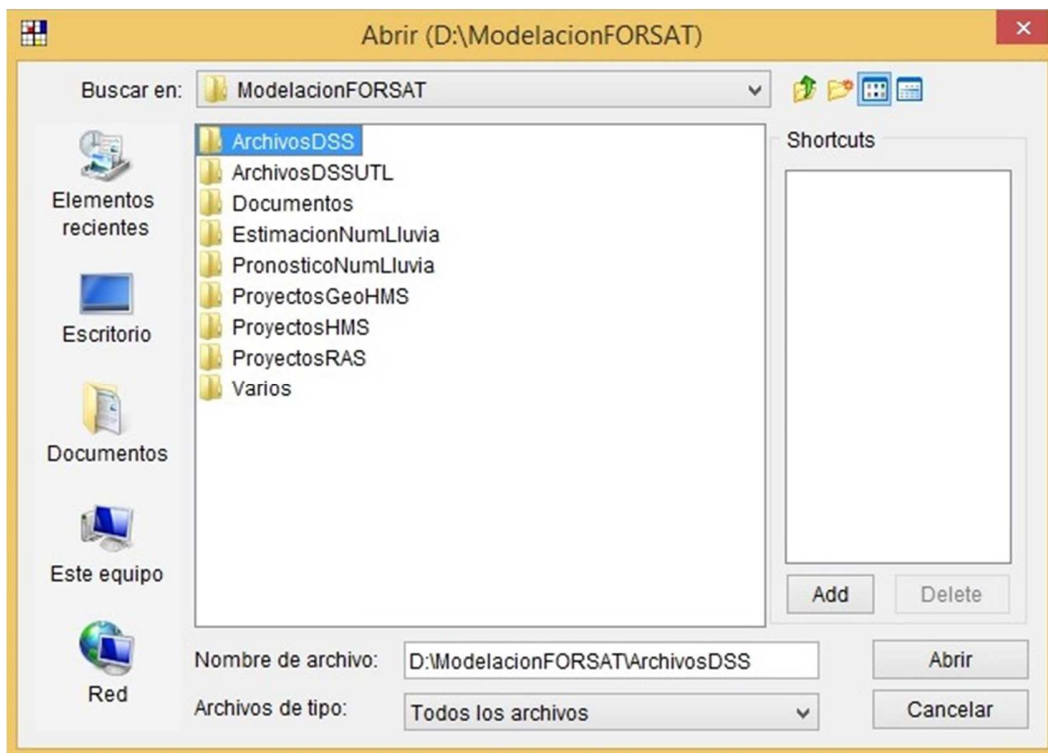 Abrir (D:\ModelacionFORSAT)
Buscar en: ModelacionFORSAT
Elementos recientes
Escritorio
Documentos
Este equipo
Red
ArchivosDSS
ArchivosDSSUTL
Documentos
EstimacionNumLluvia
PronosticoNumLluvia
ProyectosGeoHMS
ProyectosHMS
ProyectosRAS
Varios
Shortcuts
Add Delete
Nombre de archivo: D:\ModelacionFORSAT\ArchivosDSS Abrir
Archivos de tipo: Todos los archivos Cancelar